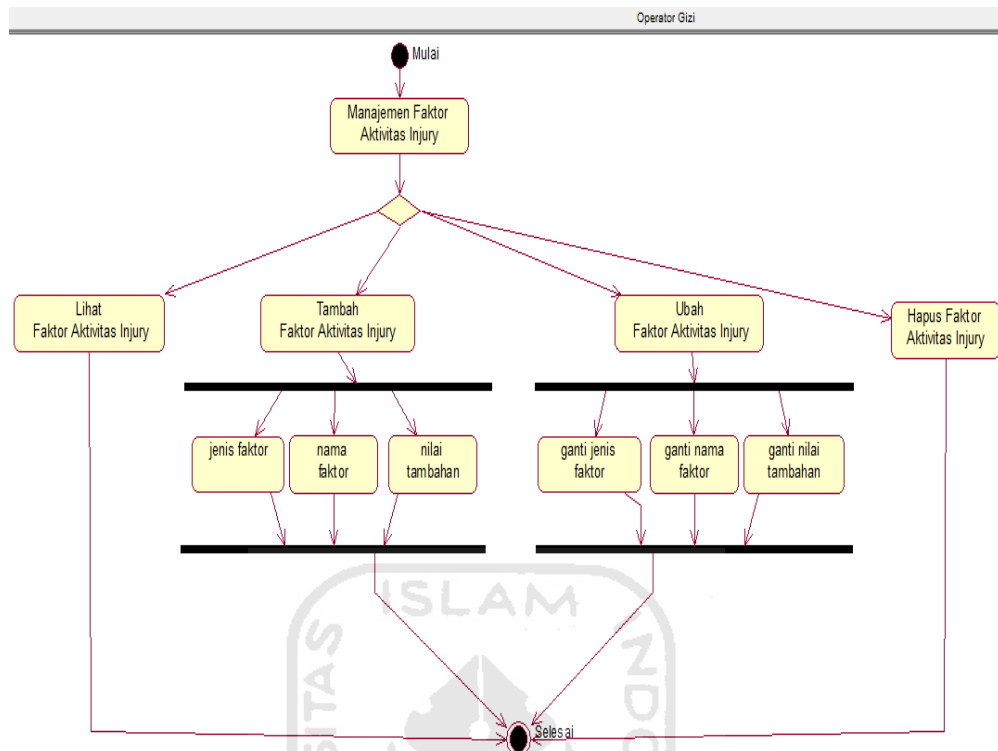 Operator Gizi
Mulai
Manajemen Faktor
Aktivitas Injury
Lihat
Faktor Aktivitas Injury
Tambah
Faktor Aktivitas Injury
Ubah
Faktor Aktivitas Injury
Hapus Faktor
Aktivitas Injury
jenis faktor
nama
faktor
nilai
tambahan
ganti jenis
faktor
ganti nama
faktor
ganti nilai
tambahan
ISLAM
SITAS
INDO
Selesai